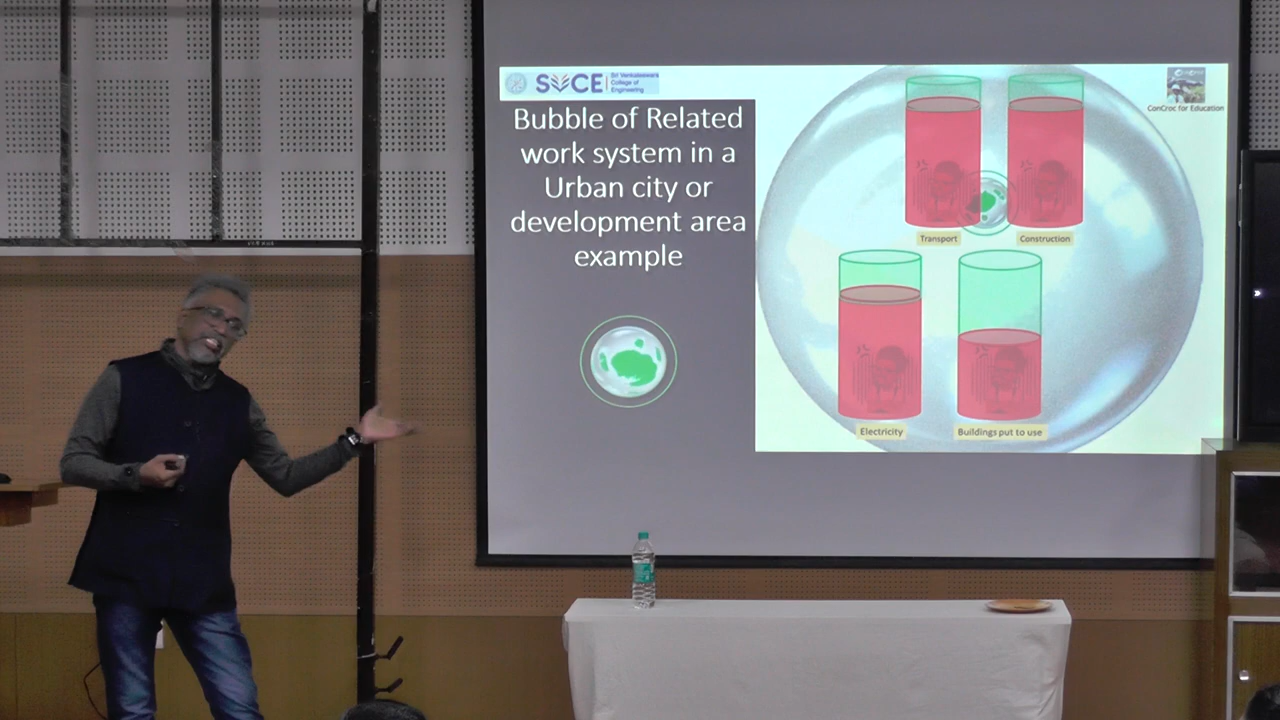 SVCE
Sri Venkateswara
College of
Engineering
ConCroc for Education
Bubble of Related
work system in a
Urban city or
development area
example
Transport
Construction
Electricity
Buildings put to use